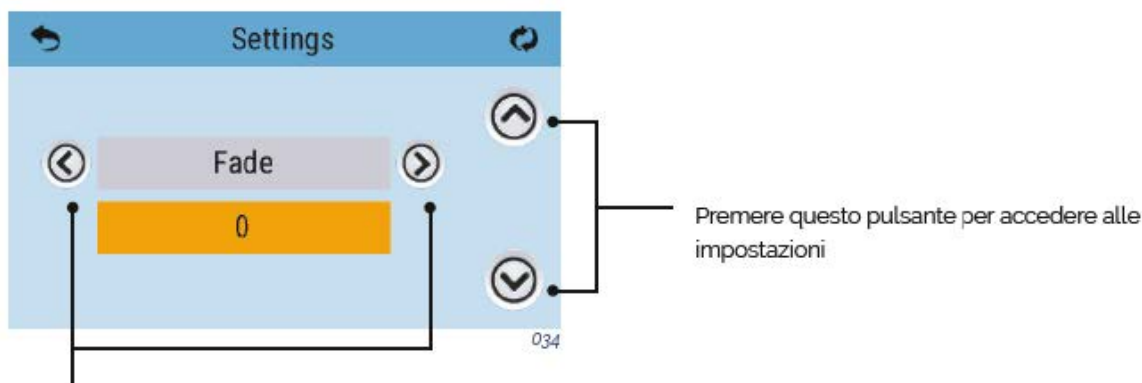 Settings
Fade
0
Premere questo pulsante per accedere alle
impostazioni
034